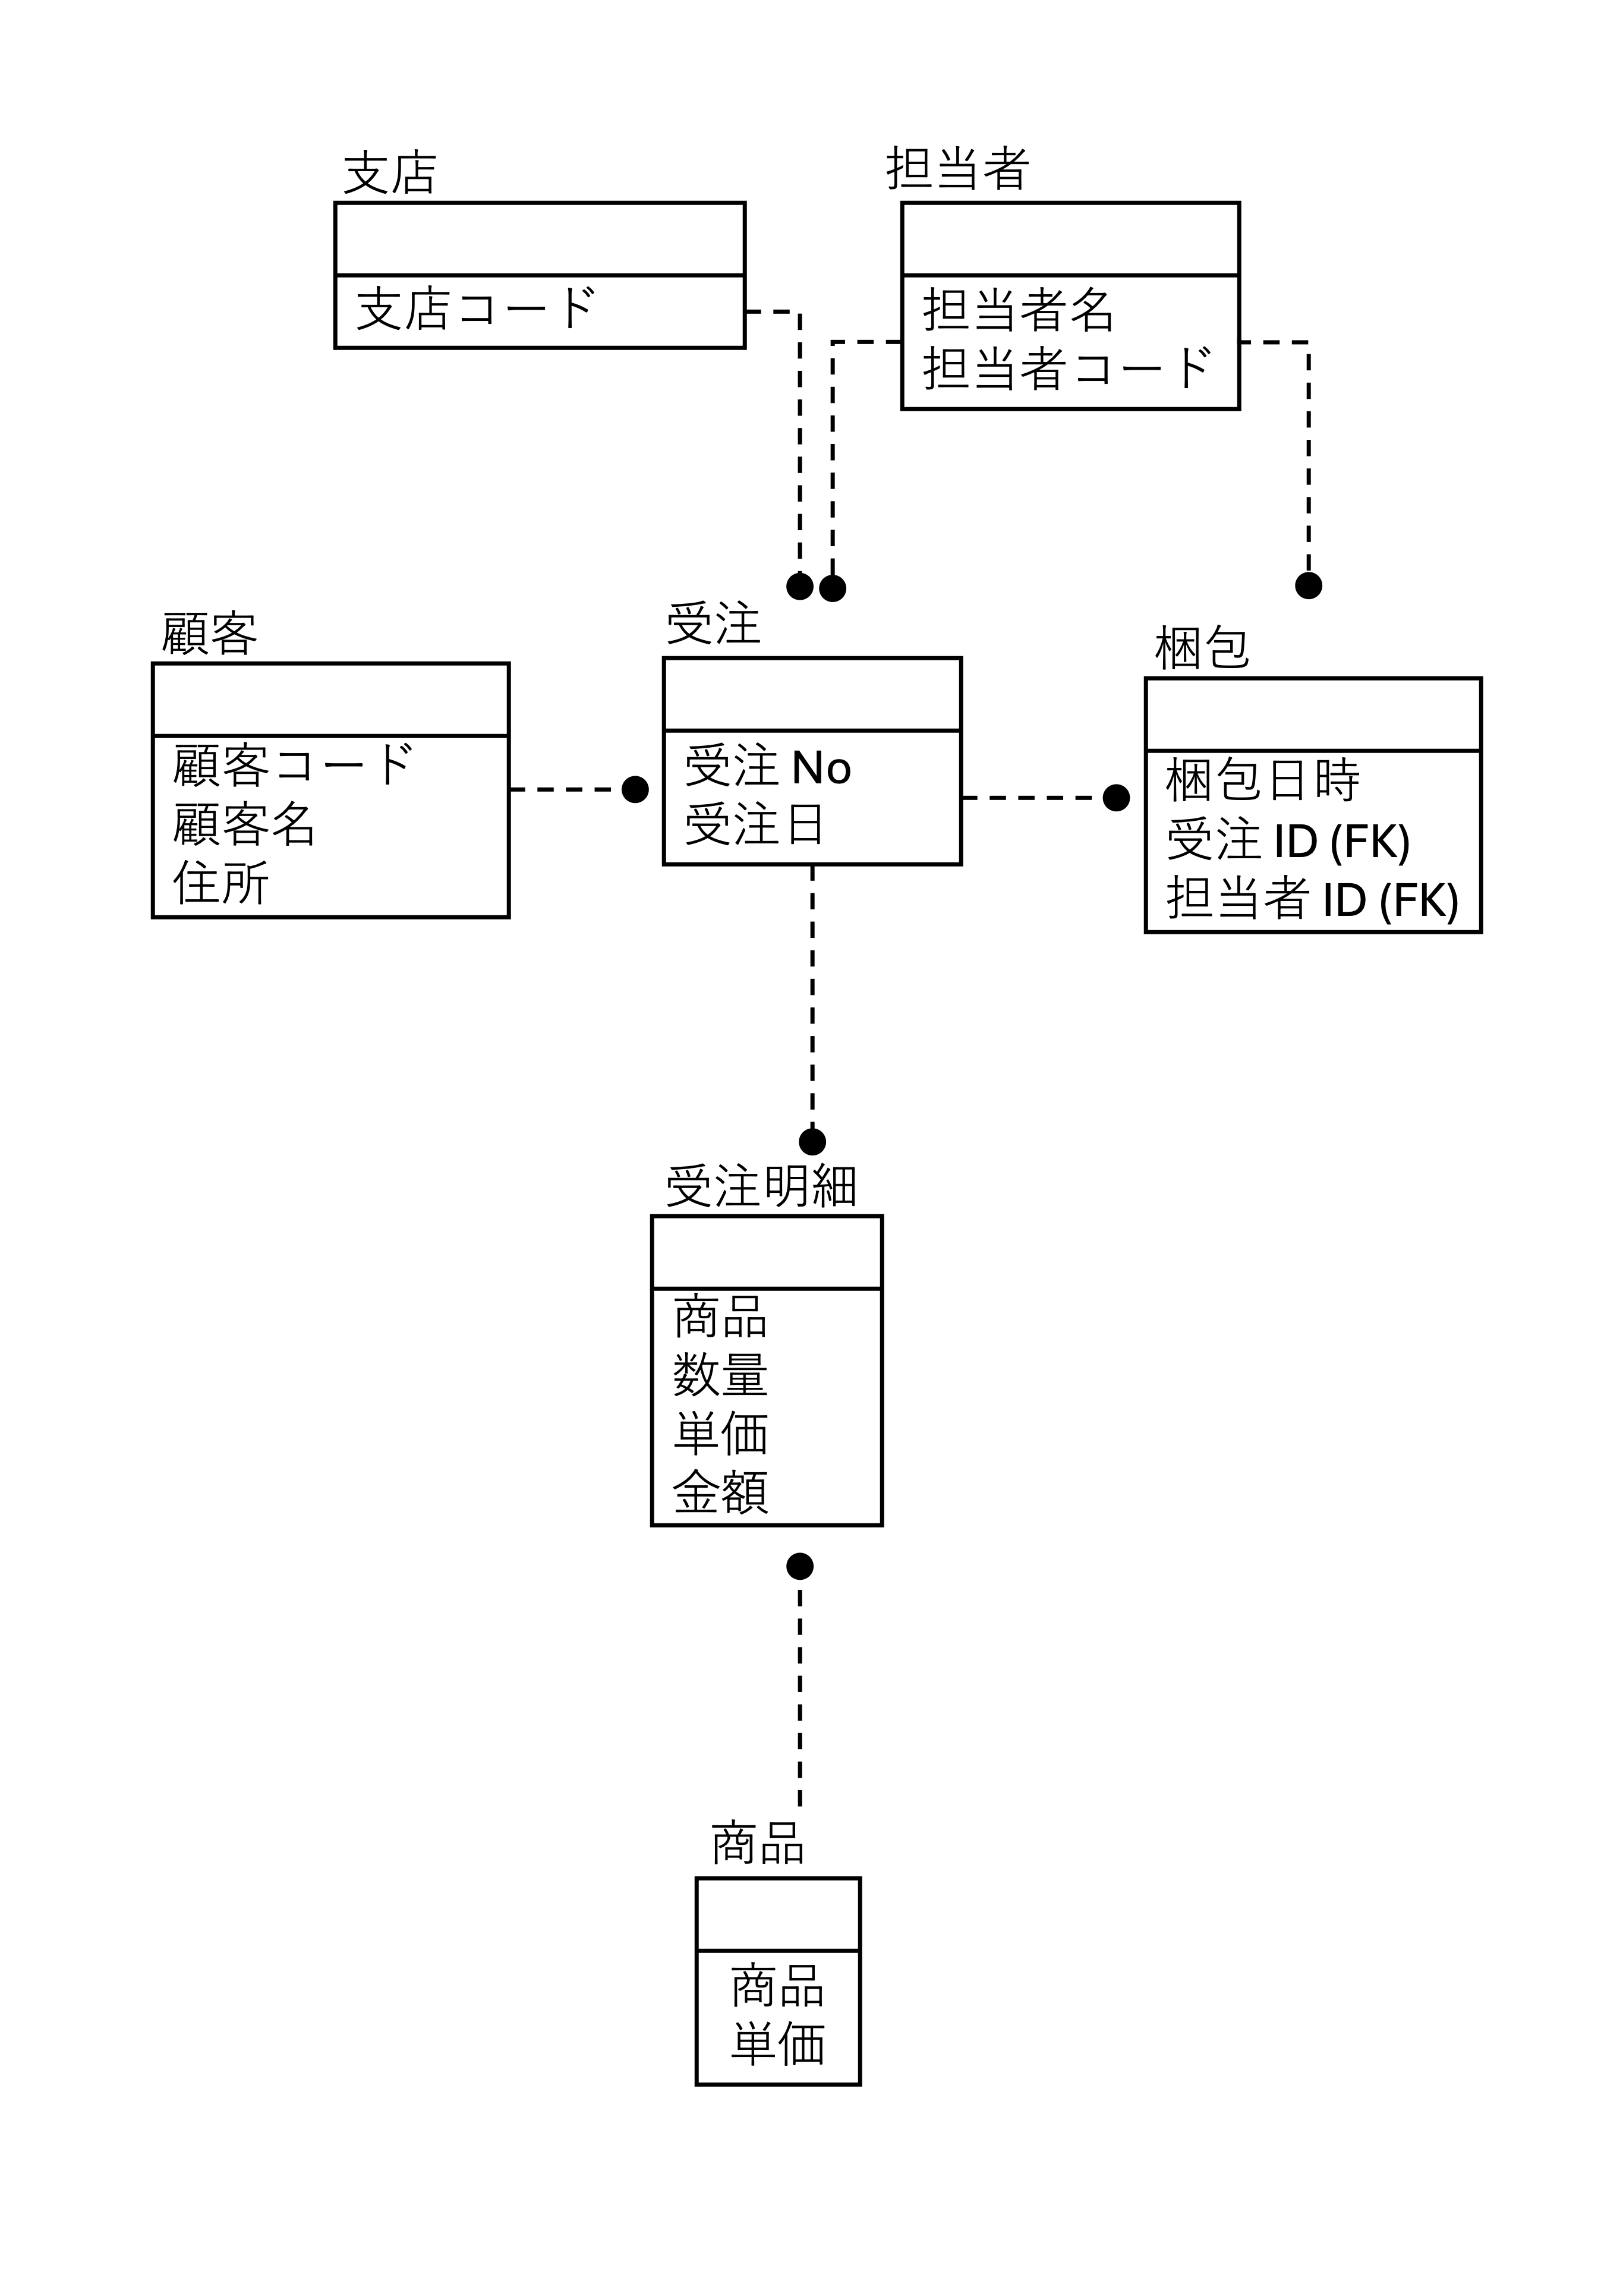 支店
支店コード
担当者
担当者名
担当者コード
顧客
顧客コード
顧客名
住所
受注
受注 No
受注日
梱包
梱包日時
受注 ID (FK)
担当者 ID (FK)
受注明細
商品
数量
単価
金額
商品
商品
単価